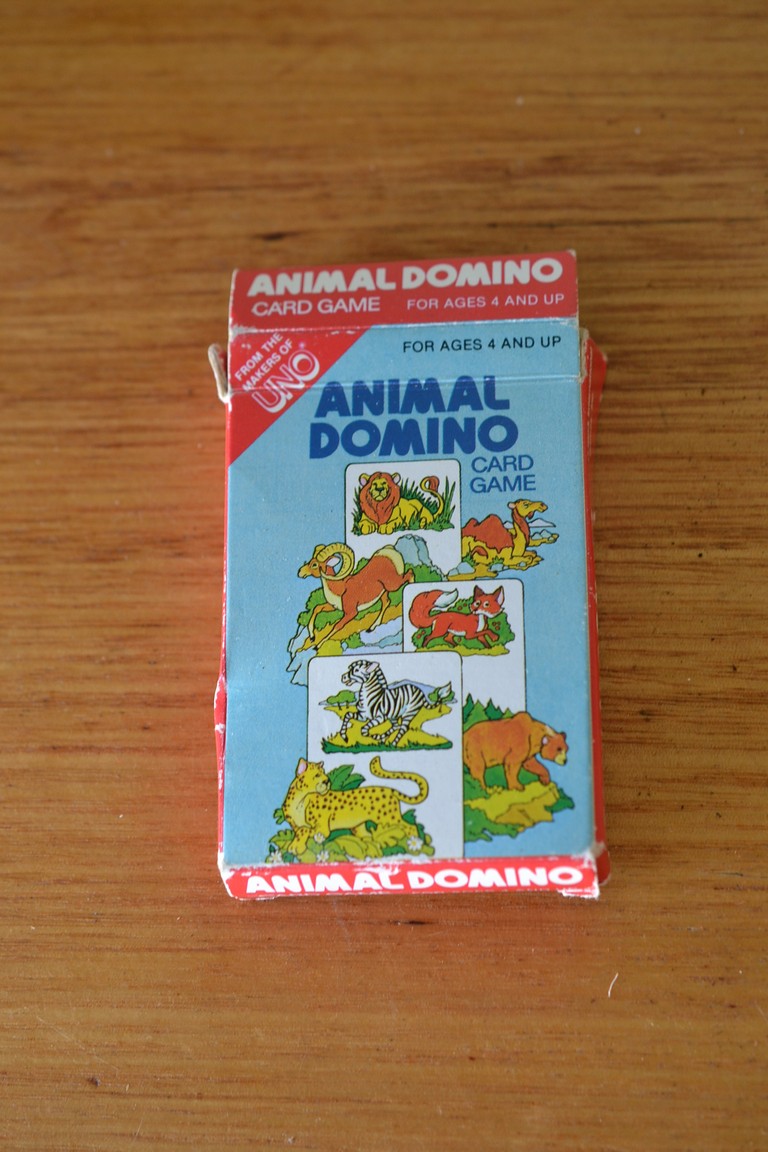 ANIMAL DOMINO
CARD GAME FOR AGES 4 AND UP
FROM THE
MAKERS OF
UNO®
FOR AGES 4 AND UP
ANIMAL
DOMINO
CARD
GAME
ANIMAL DOMINO